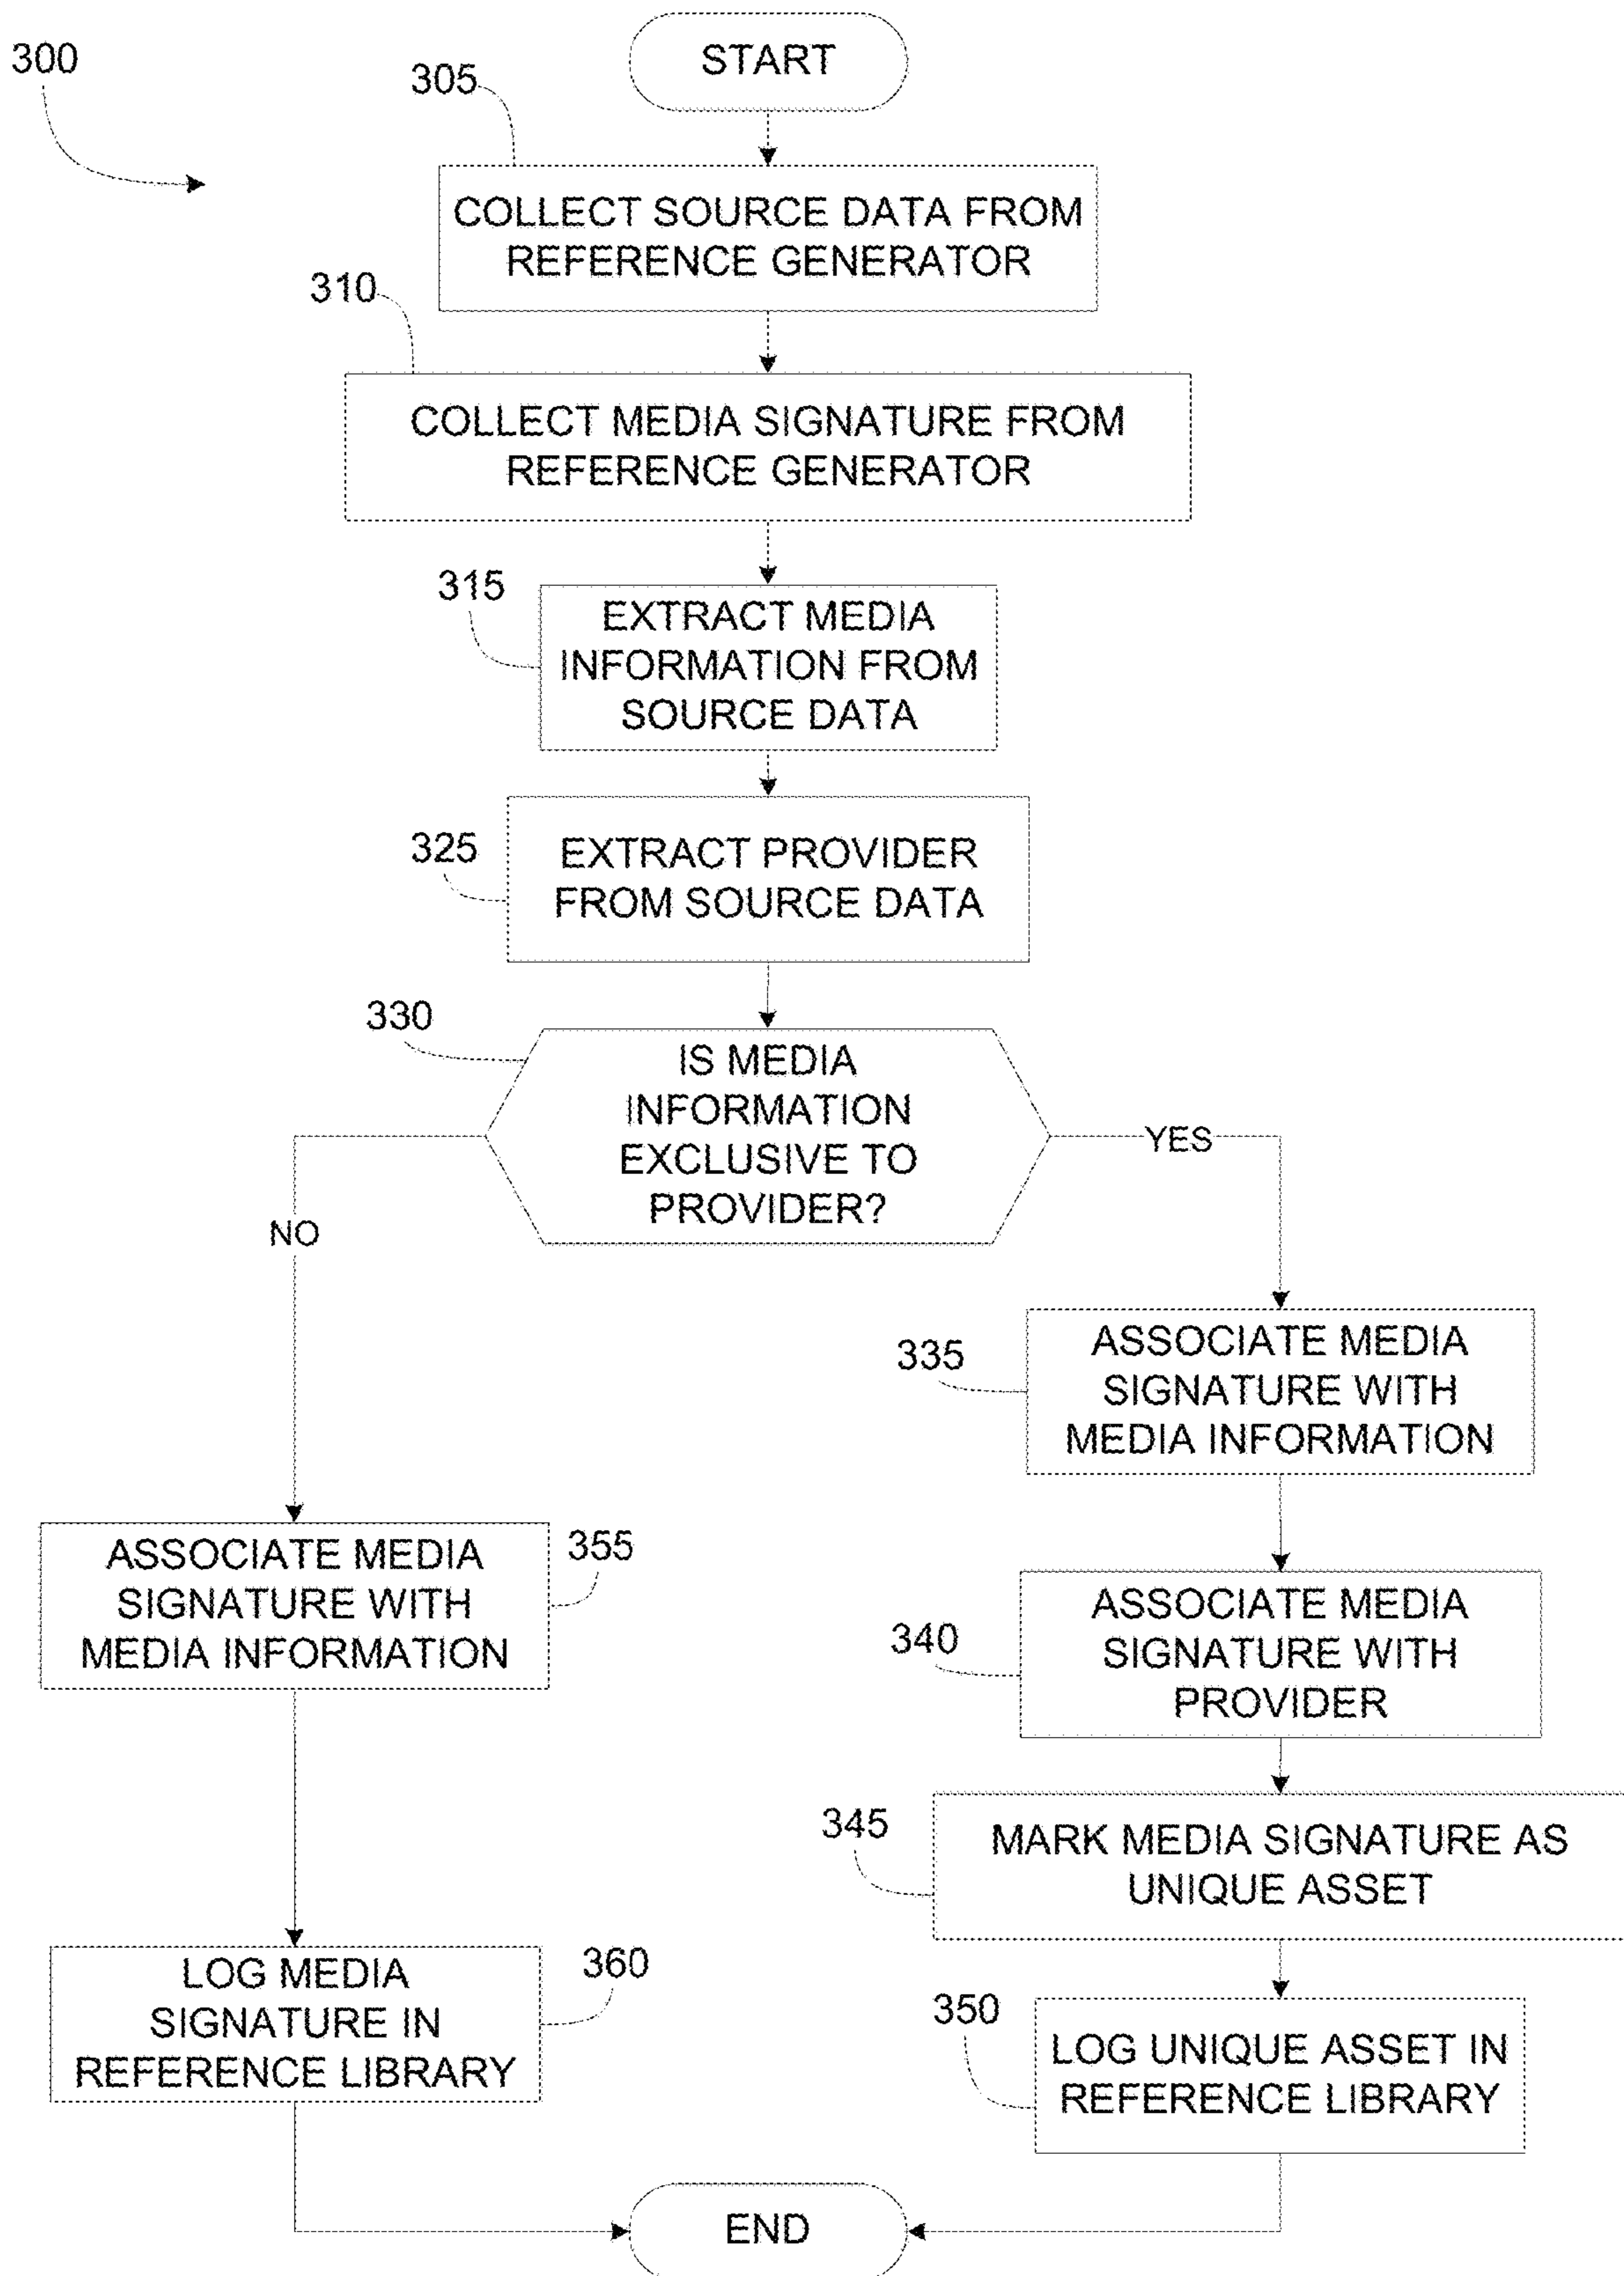 300
START
305
COLLECT SOURCE DATA FROM
REFERENCE GENERATOR
310
COLLECT MEDIA SIGNATURE FROM
REFERENCE GENERATOR
315
EXTRACT MEDIA
INFORMATION FROM
SOURCE DATA
325
EXTRACT PROVIDER
FROM SOURCE DATA
330
IS MEDIA
INFORMATION
EXCLUSIVE TO
PROVIDER?
YES
NO
335
ASSOCIATE MEDIA
SIGNATURE WITH
MEDIA INFORMATION
355
ASSOCIATE MEDIA
SIGNATURE WITH
MEDIA INFORMATION
340
ASSOCIATE MEDIA
SIGNATURE WITH
PROVIDER
345
MARK MEDIA SIGNATURE AS
UNIQUE ASSET
360
LOG MEDIA
SIGNATURE IN
REFERENCE LIBRARY
350
LOG UNIQUE ASSET IN
REFERENCE LIBRARY
END